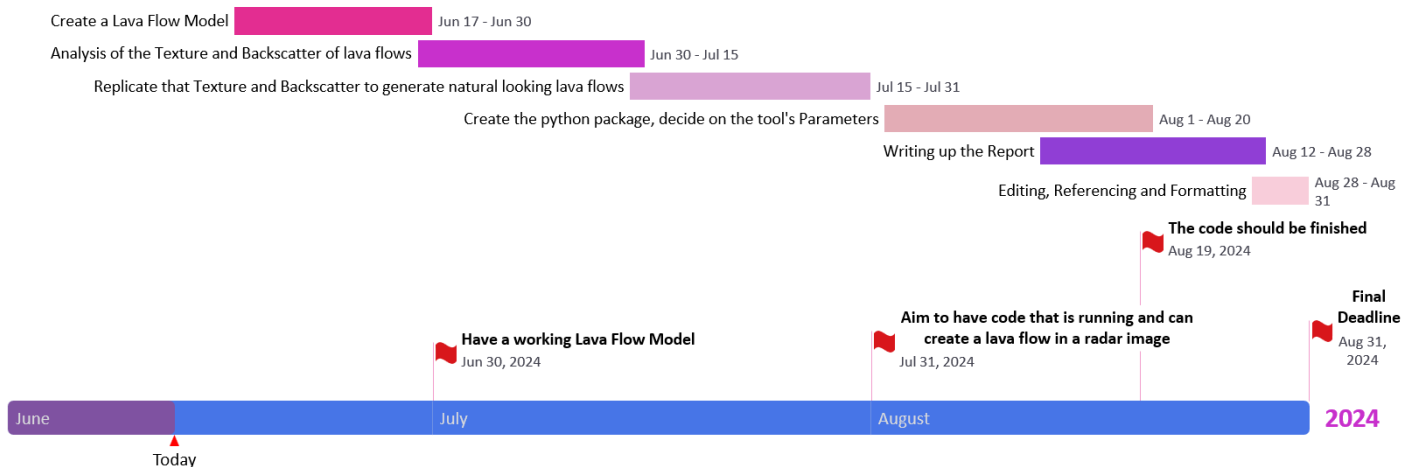 Create a Lava Flow Model
Jun 17 - Jun 30
Analysis of the Texture and Backscatter of lava flows
Jun 30 - Jul 15
Replicate that Texture and Backscatter to generate natural looking lava flows
Jul 15 - Jul 31
Create the python package, decide on the tool's Parameters
Aug 1 - Aug 20
Writing up the Report
Aug 12 - Aug 28
Editing, Referencing and Formatting
Aug 28 - Aug
31
The code should be finished
Aug 19, 2024
Final
Deadline
Aug 31,
2024
Aim to have code that is running and can
create a lava flow in a radar image
Jul 31, 2024
Have a working Lava Flow Model
Jun 30, 2024
June
July
August
2024
Today